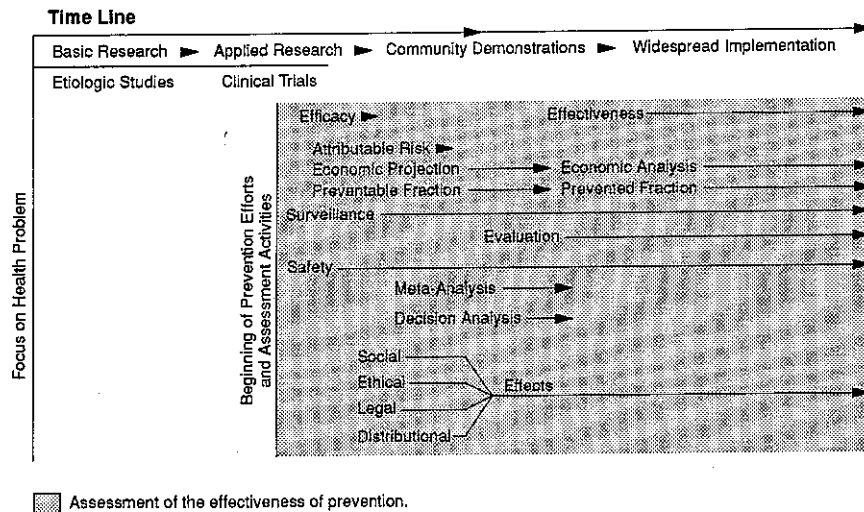 Time Line
Basic Research Applied Research Community Demonstrations Widespread Implementation
Etiologic Studies Clinical Trials
Focus on Health Problem
Beginning of Prevention Efforts
and Assessment Activities
Efficacy Effectiveness
Attributable Risk
Economic Projection Economic Analysis
Prevantable Fraction Prevented Fraction
Surveillance
Evaluation
Safety
Meta-Analysis
Decision Analysis
Social
Ethical
Legal
Distributional
Effects
Assessment of the effectiveness of prevention.